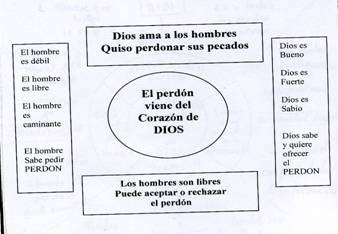 Dios ama a los hombres
Quiso perdonar sus pecados
El hombre
es débil
El hombre
es libre
El hombre
es
caminante
El hombre
Sabe pedir
PERDON
El perdón
viene del
Corazón de
DIOS
Dios es
Bueno
Dios es
Fuerte
Dios es
Sabio
Dios sabe
y quiere
ofrecer
el
PERDON
Los hombres son libres
Puede aceptar o rechazar
el perdón